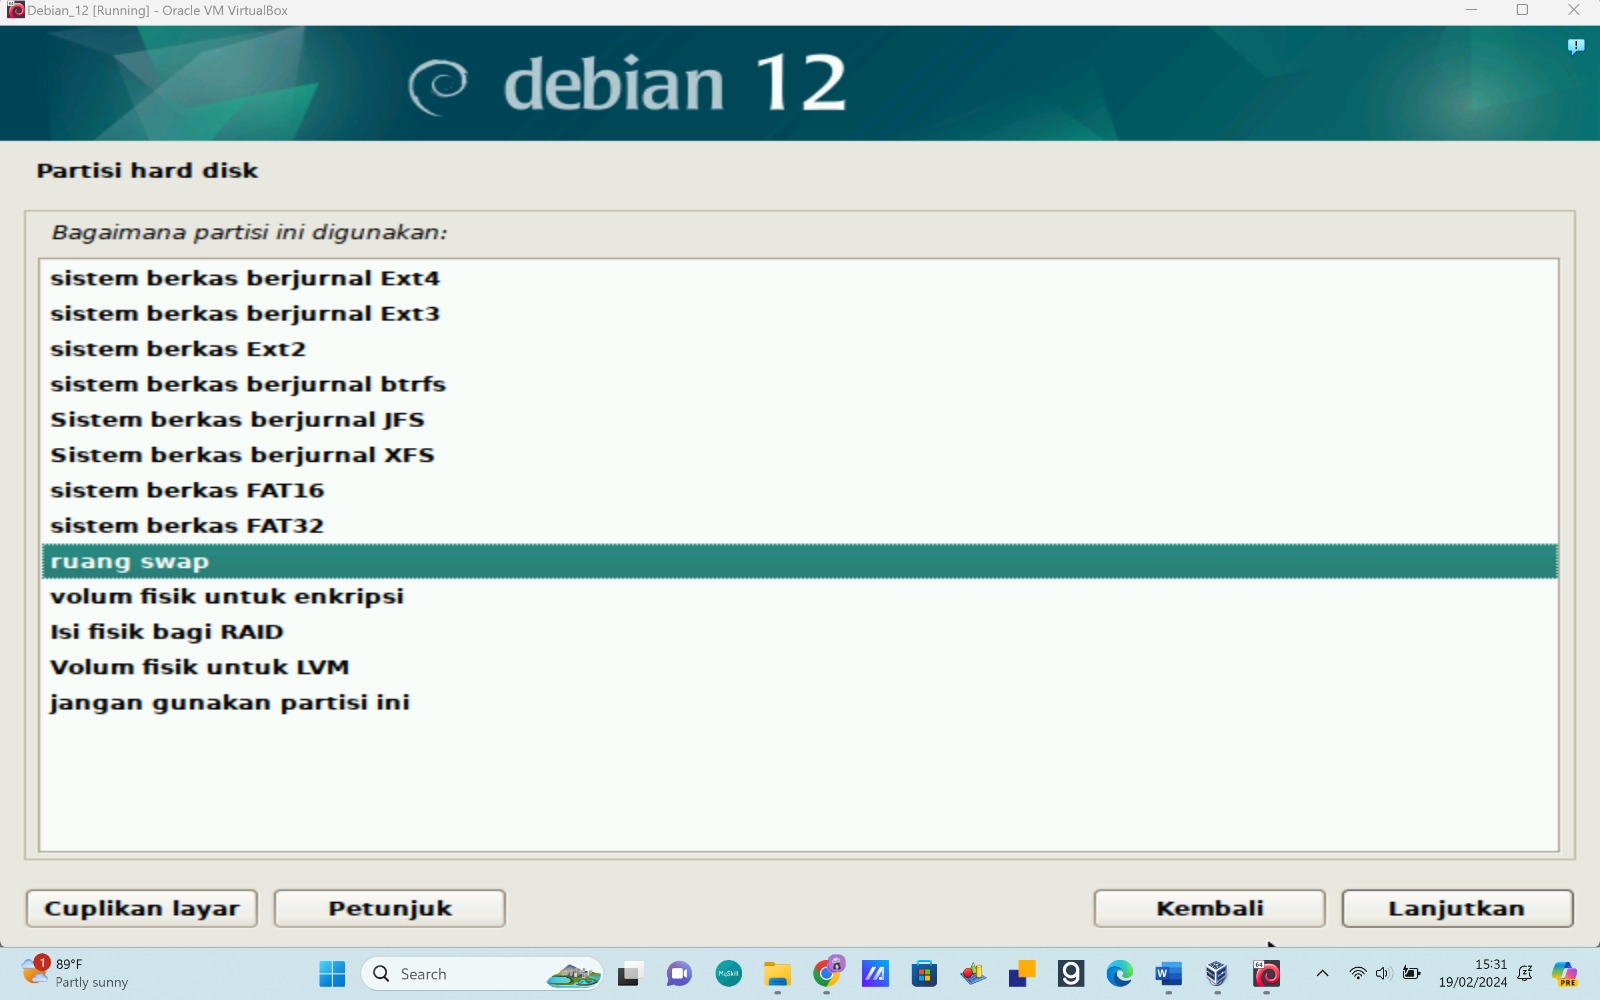 Debian_12 [Running] - Oracle VM VirtualBox
debian 12
Partisi hard disk
Bagaimana partisi ini digunakan:
sistem berkas berjurnal Ext4
sistem berkas berjurnal Ext3
sistem berkas Ext2
sistem berkas berjurnal btrfs
Sistem berkas berjurnal JFS
Sistem berkas berjurnal XFS
sistem berkas FAT16
sistem berkas FAT32
ruang swap
volum fisik untuk enkripsi
Isi fisik bagi RAID
Volum fisik untuk LVM
jangan gunakan partisi ini
Cuplikan layar
Petunjuk
Kembali
Lanjutkan
1
89°F
Partly sunny
Search
MySkill
64
15:31
19/02/2024
PRE